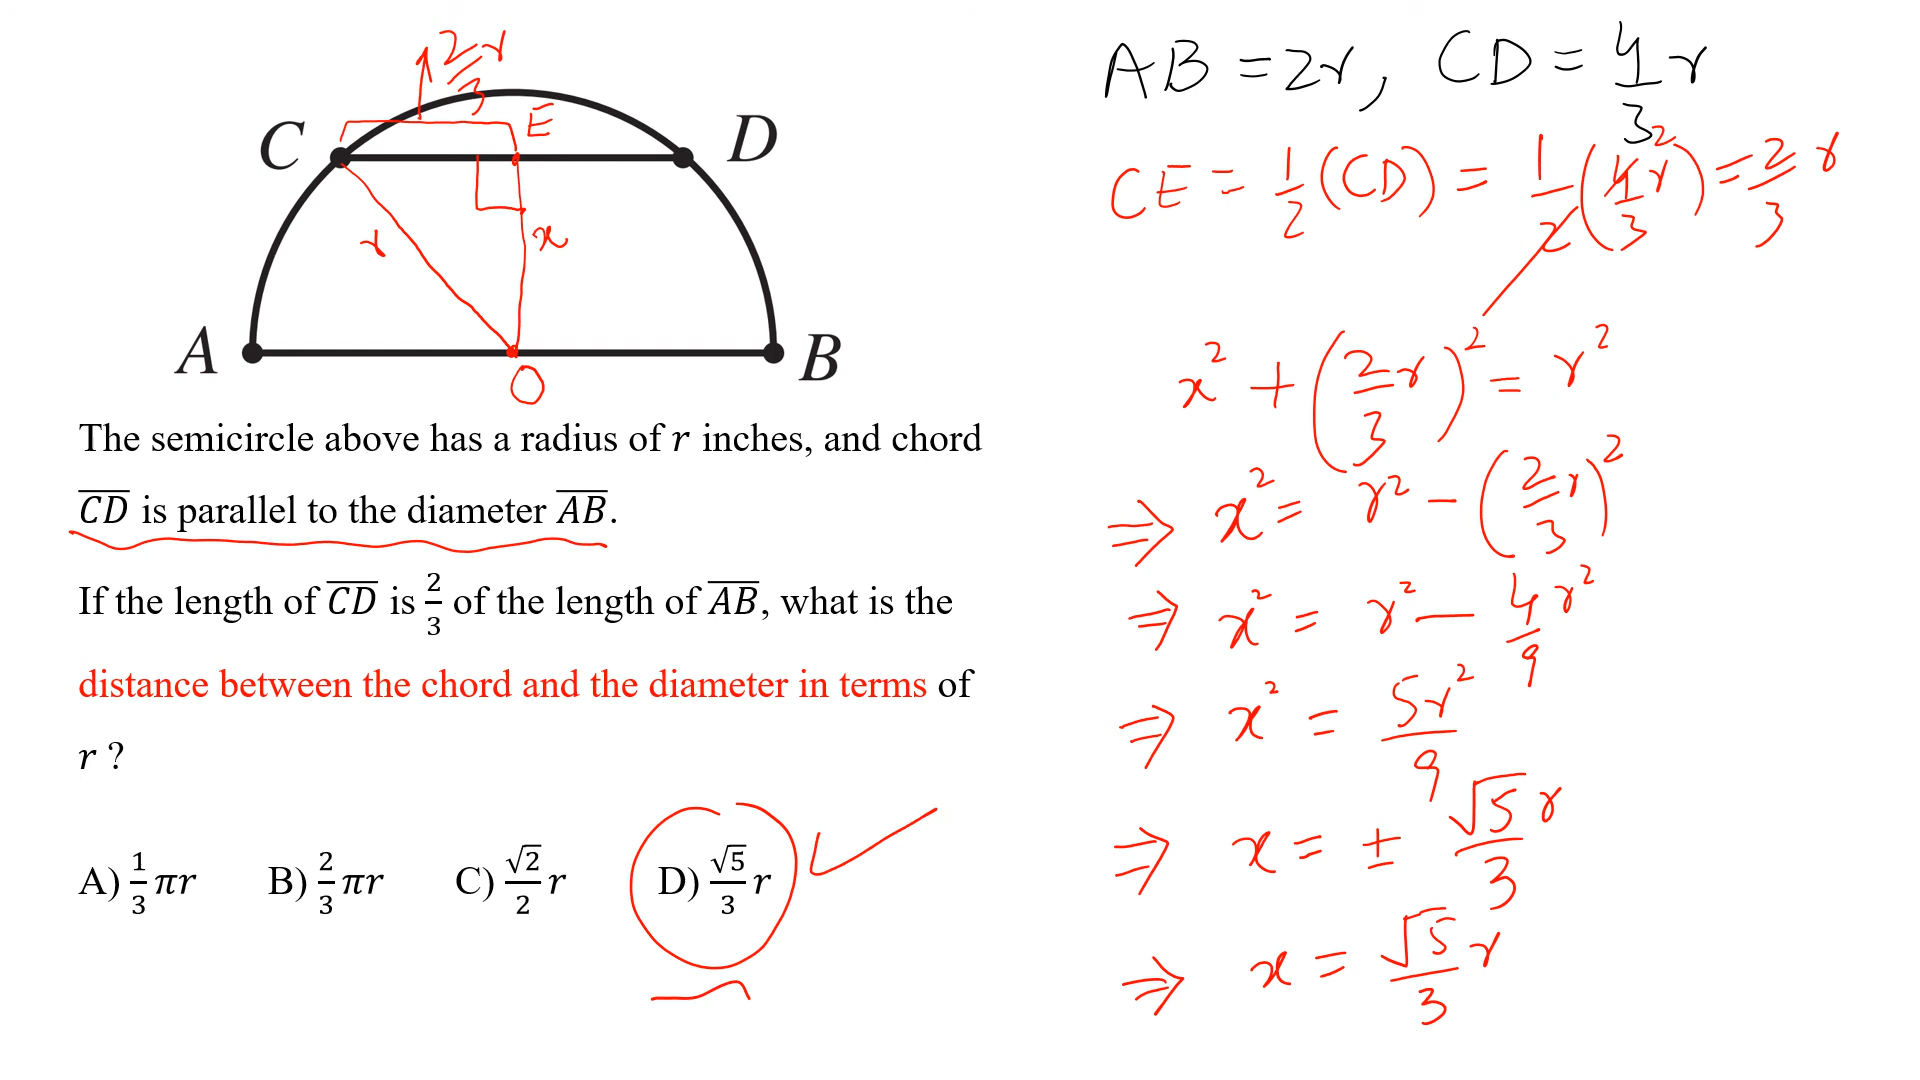 2/3 r
E
C
D
r
x
A
B
O
The semicircle above has a radius of r inches, and chord
C̅D̅ is parallel to the diameter A̅B̅.
If the length of C̅D̅ is 2/3 of the length of A̅B̅, what is the
distance between the chord and the diameter in terms of
r ?
A) 1/3 πr B) 2/3 πr C) √2/2 r D) √5/3 r
AB = 2r, CD = 4/3 r
CE = 1/2 (CD) = 1/2 (4/3 r) 2 = 2/3 r
x² + (2/3 r)² = r²
⇒ x² = r² − (2/3 r)²
⇒ x² = r² − 4/9 r²
⇒ x² = 5r²/9
⇒ x = ± √5/3 r
⇒ x = √5/3 r